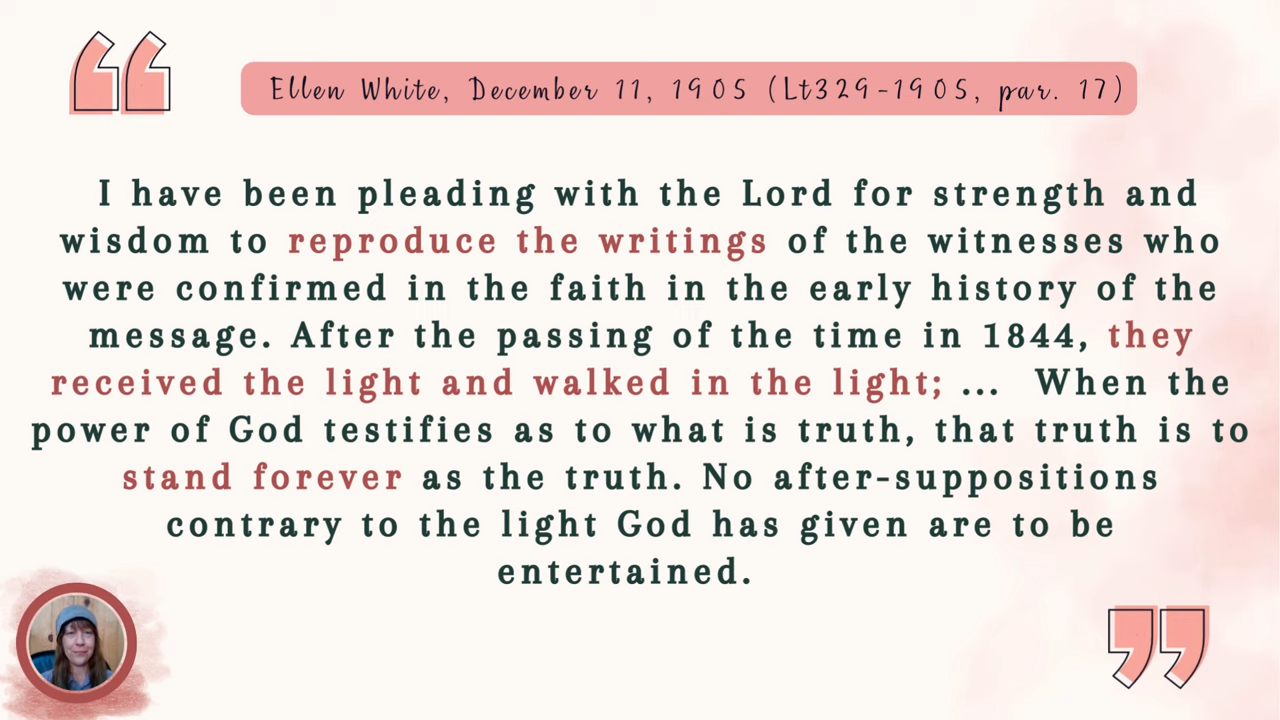 Ellen White, December 11, 1905 (Lt329-1905, par. 17)
I have been pleading with the Lord for strength and
wisdom to reproduce the writings of the witnesses who
were confirmed in the faith in the early history of the
message. After the passing of the time in 1844, they
received the light and walked in the light; ... When the
power of God testifies as to what is truth, that truth is to
stand forever as the truth. No after-suppositions
contrary to the light God has given are to be
entertained.